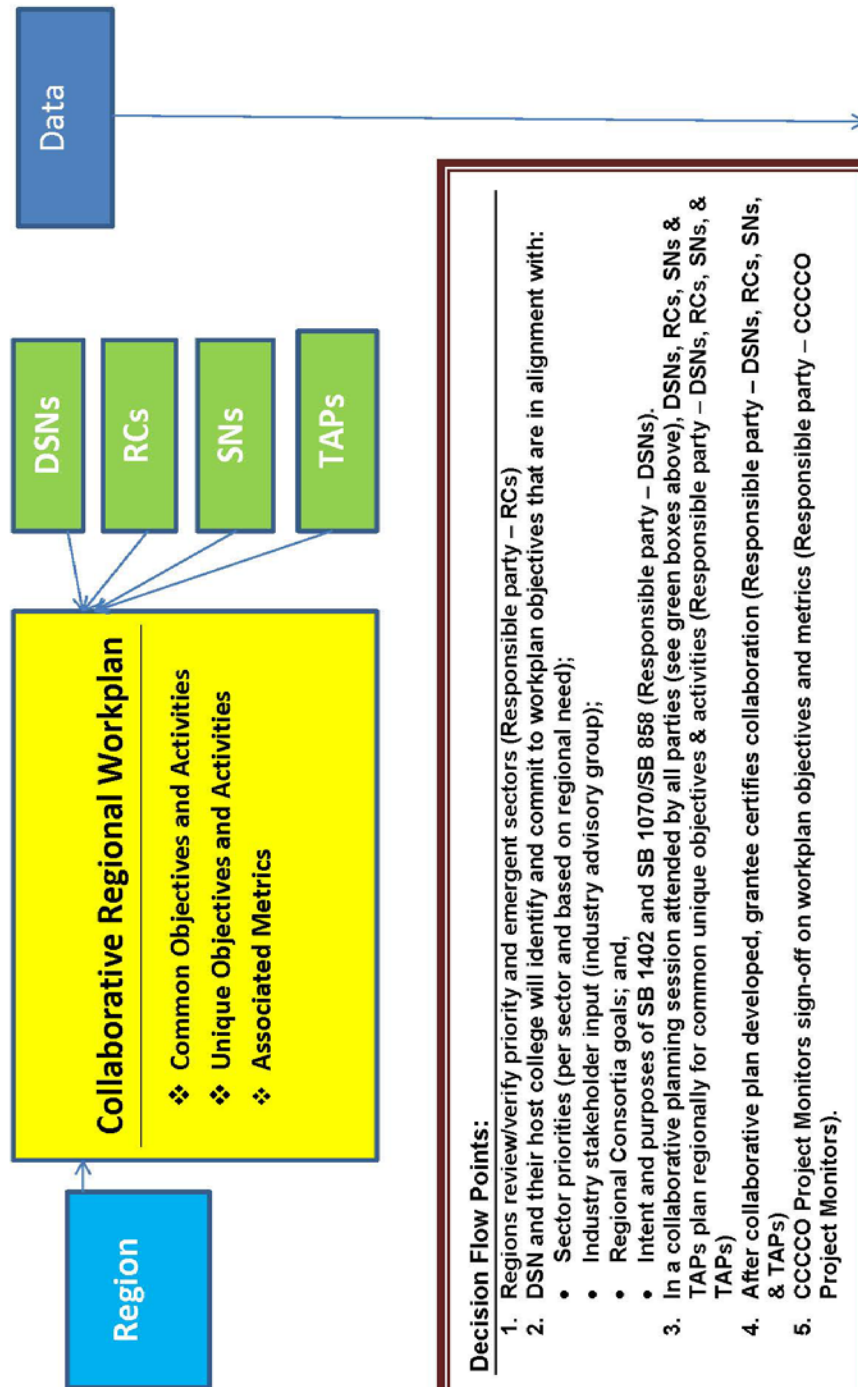 Region
Collaborative Regional Workplan
❖ Common Objectives and Activities
❖ Unique Objectives and Activities
❖ Associated Metrics
DSNs
RCs
SNs
TAPs
Data
Decision Flow Points:
1. Regions review/verify priority and emergent sectors (Responsible party – RCs)
2. DSN and their host college will identify and commit to workplan objectives that are in alignment with:
• Sector priorities (per sector and based on regional need);
• Industry stakeholder input (industry advisory group);
• Regional Consortia goals; and,
• Intent and purposes of SB 1402 and SB 1070/SB 858 (Responsible party – DSNs).
3. In a collaborative planning session attended by all parties (see green boxes above), DSNs, RCs, SNs &
TAPs plan regionally for common unique objectives & activities (Responsible party – DSNs, RCs, SNs, &
TAPs)
4. After collaborative plan developed, grantee certifies collaboration (Responsible party – DSNs, RCs, SNs,
& TAPs)
5. CCCCO Project Monitors sign-off on workplan objectives and metrics (Responsible party – CCCCO
Project Monitors).